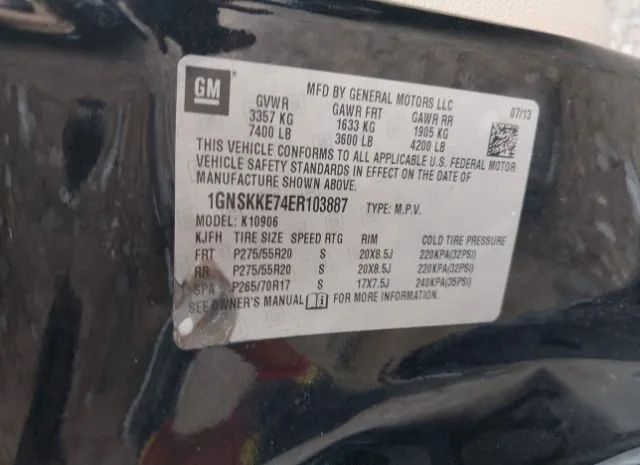 GM
MFD BY GENERAL MOTORS LLC
07/13
GVWR GAWR FRT GAWR RR
3357 KG 1633 KG 1905 KG
7400 LB 3600 LB 4200 LB
THIS VEHICLE CONFORMS TO ALL APPLICABLE U.S. FEDERAL MOTOR
VEHICLE SAFETY STANDARDS IN EFFECT ON THE DATE OF
MANUFACTURE SHOWN ABOVE.
1GNSKKE74ER103887 TYPE: M.P.V.
MODEL: K10906
KJFH TIRE SIZE SPEED RTG RIM COLD TIRE PRESSURE
FRT P275/55R20 S 20X8.5J 220KPA(32PSI)
RR P275/55R20 S 20X8.5J 220KPA(32PSI)
SPA P265/70R17 S 17X7.5J 240KPA(35PSI)
SEE OWNER'S MANUAL FOR MORE INFORMATION.